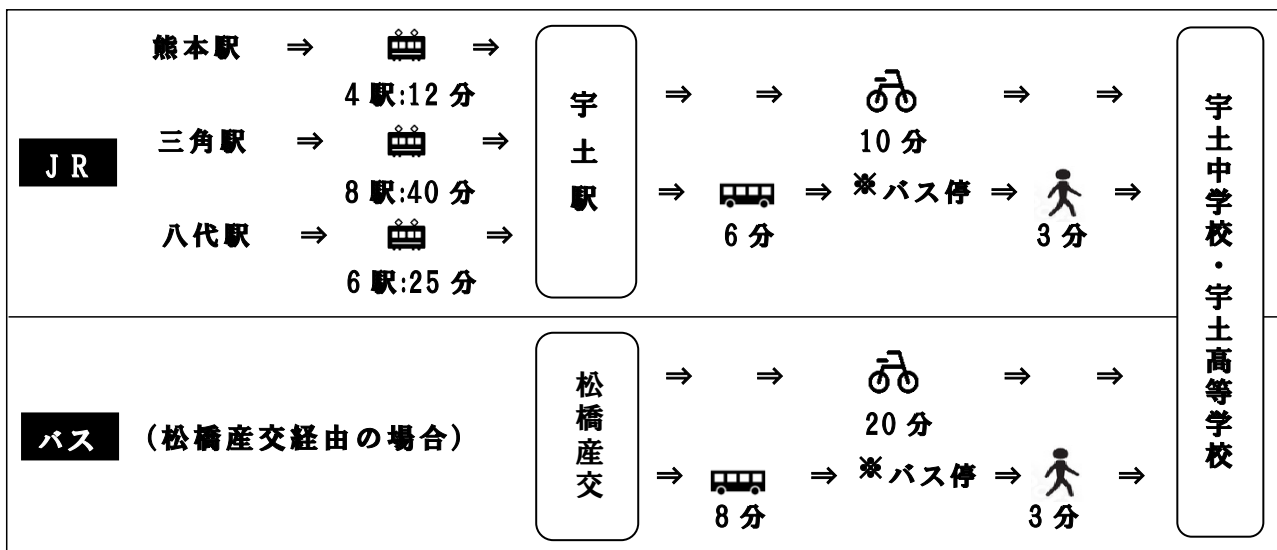 JR
熊本駅 ⇒ ⇒
4駅:12分
三角駅 ⇒ ⇒
8駅:40分
八代駅 ⇒ ⇒
6駅:25分
宇土駅
⇒ ⇒ ⇒ ⇒
10分
⇒ ⇒ ※バス停 ⇒ ⇒
6分 3分
バス (松橋産交経由の場合)
松橋産交
⇒ ⇒ ⇒ ⇒
20分
⇒ ⇒ ※バス停 ⇒ ⇒
8分 3分
宇土中学校・宇土高等学校